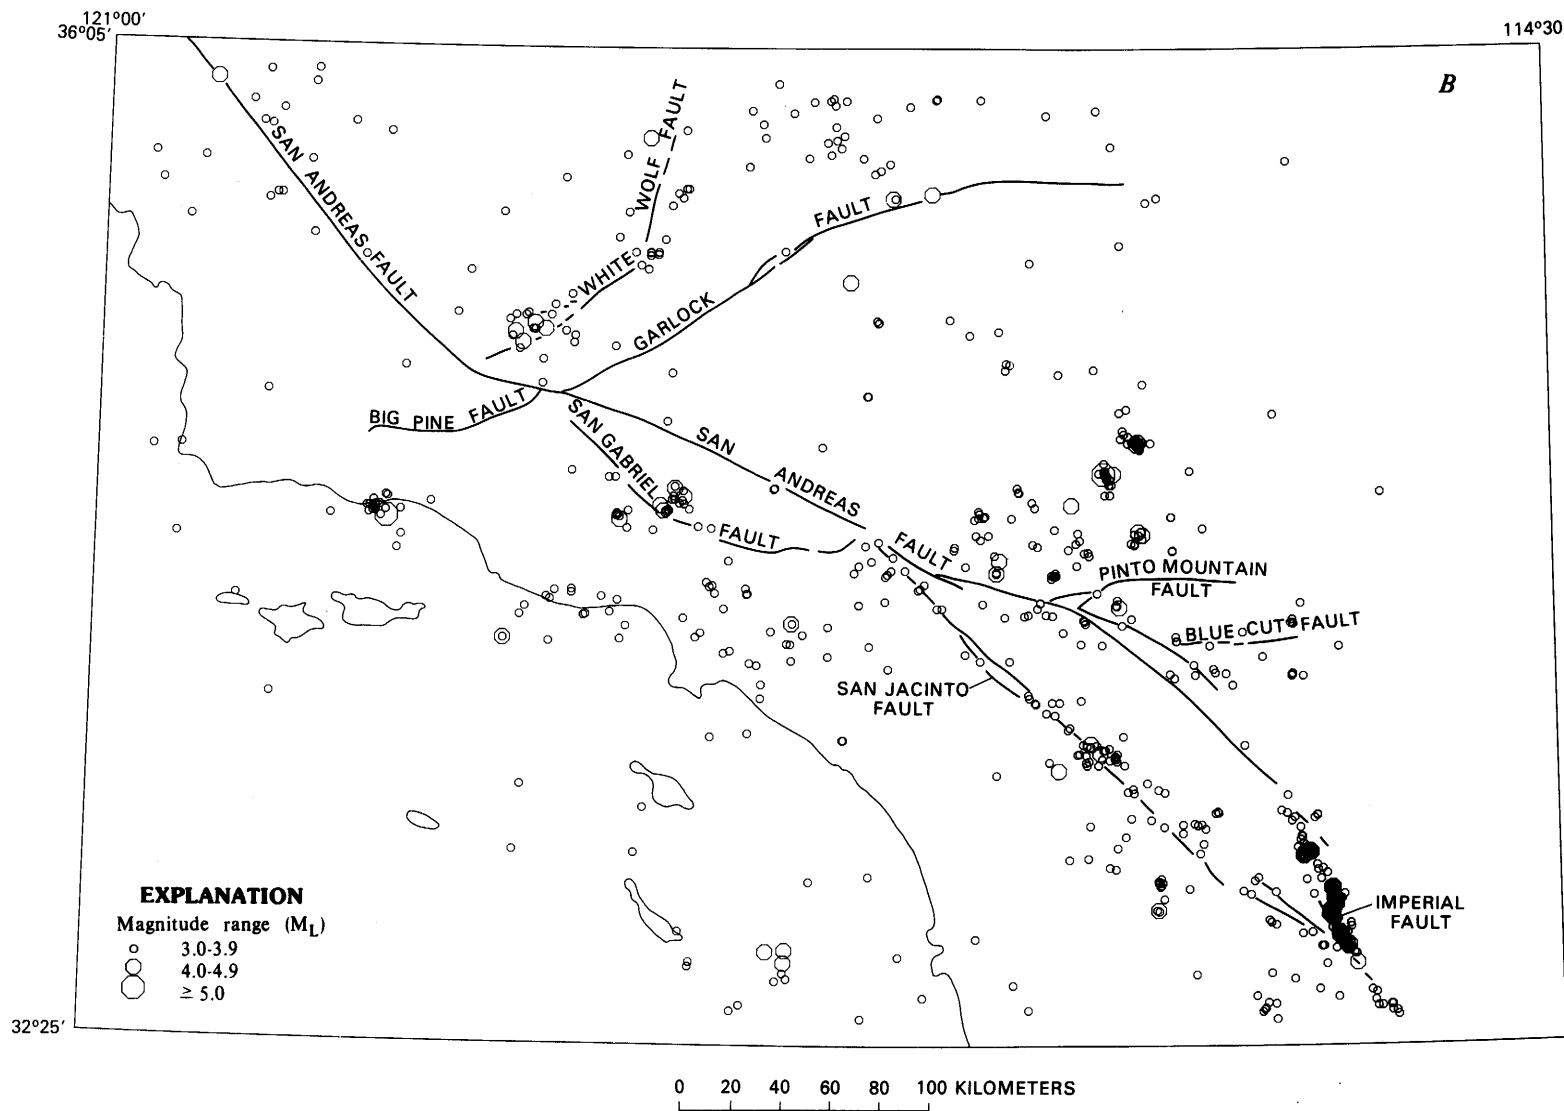 121°00′
36°05′
114°30
B
SAN ANDREAS FAULT
WOLF FAULT
WHITE
GARLOCK FAULT
BIG PINE FAULT
SAN GABRIEL FAULT
SAN ANDREAS FAULT
PINTO MOUNTAIN
FAULT
BLUE CUT FAULT
SAN JACINTO
FAULT
IMPERIAL
FAULT
EXPLANATION
Magnitude range (ML)
3.0-3.9
4.0-4.9
≥ 5.0
32°25′
0 20 40 60 80 100 KILOMETERS